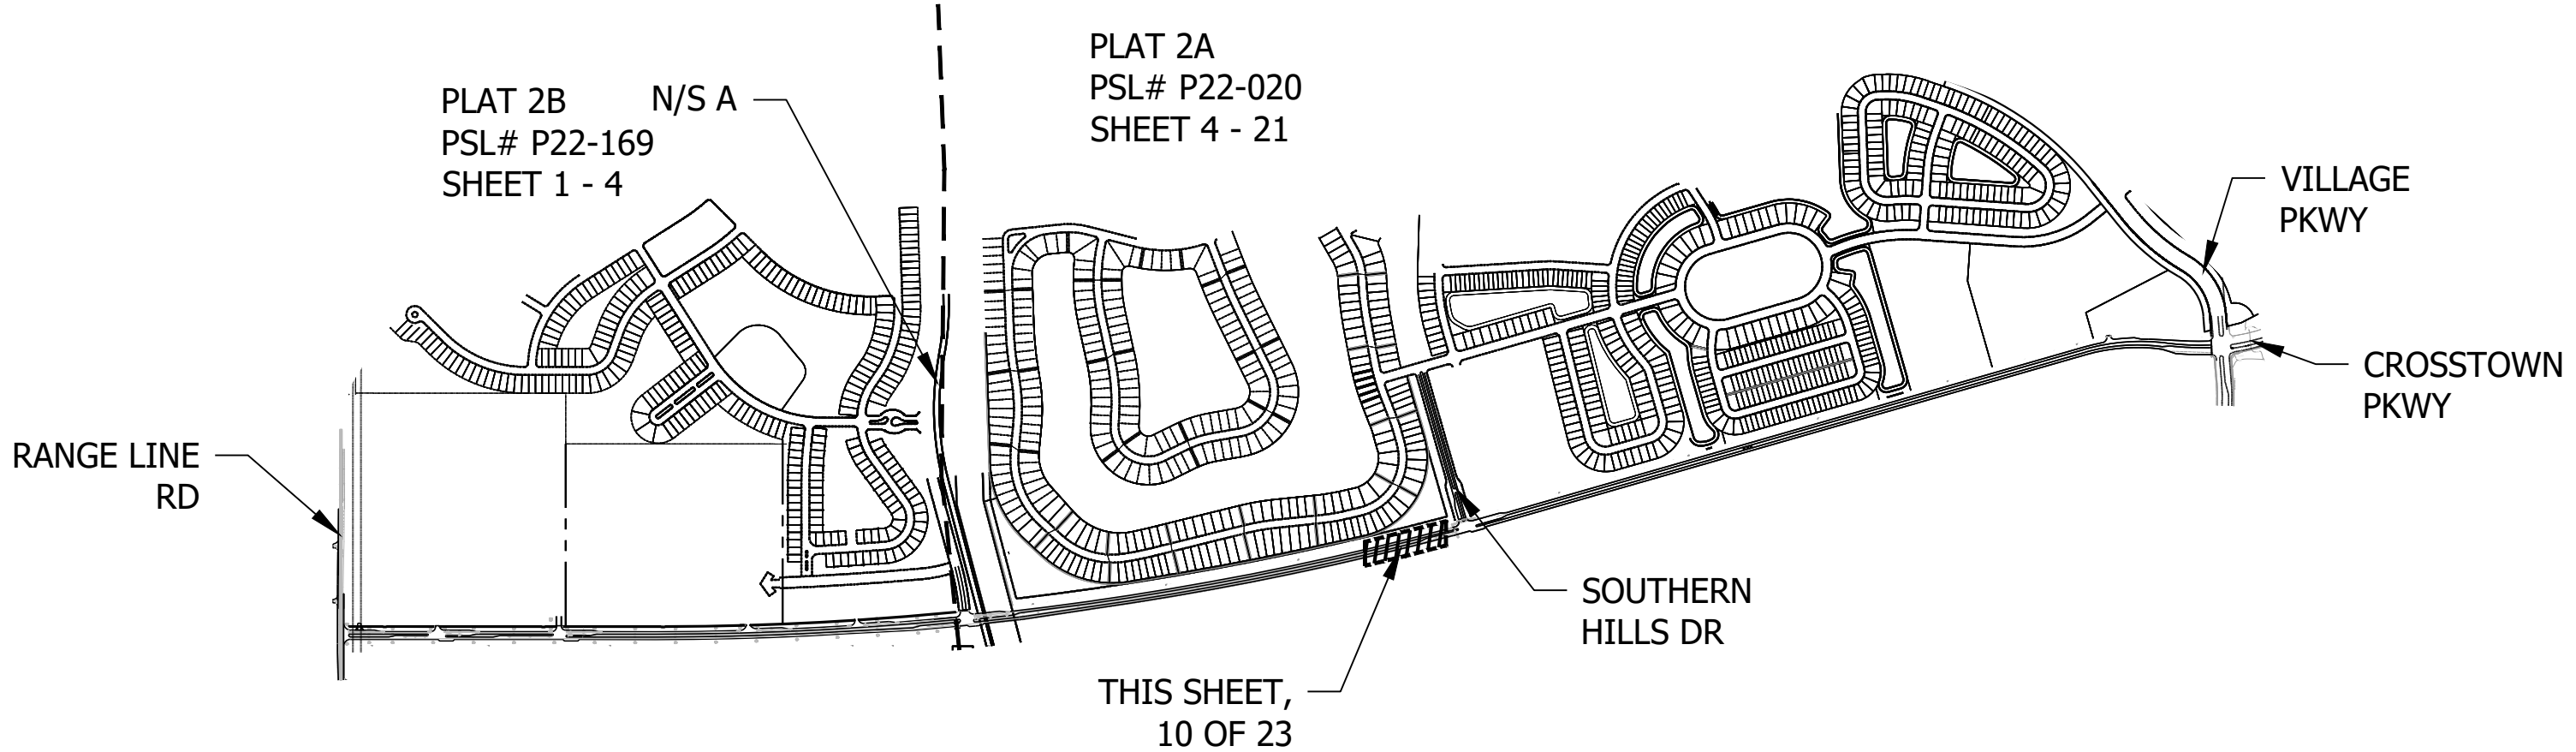 PLAT 2B
PSL# P22-169
SHEET 1 - 4
N/S A
PLAT 2A
PSL# P22-020
SHEET 4 - 21
VILLAGE
PKWY
CROSSTOWN
PKWY
RANGE LINE
RD
SOUTHERN
HILLS DR
THIS SHEET,
10 OF 23